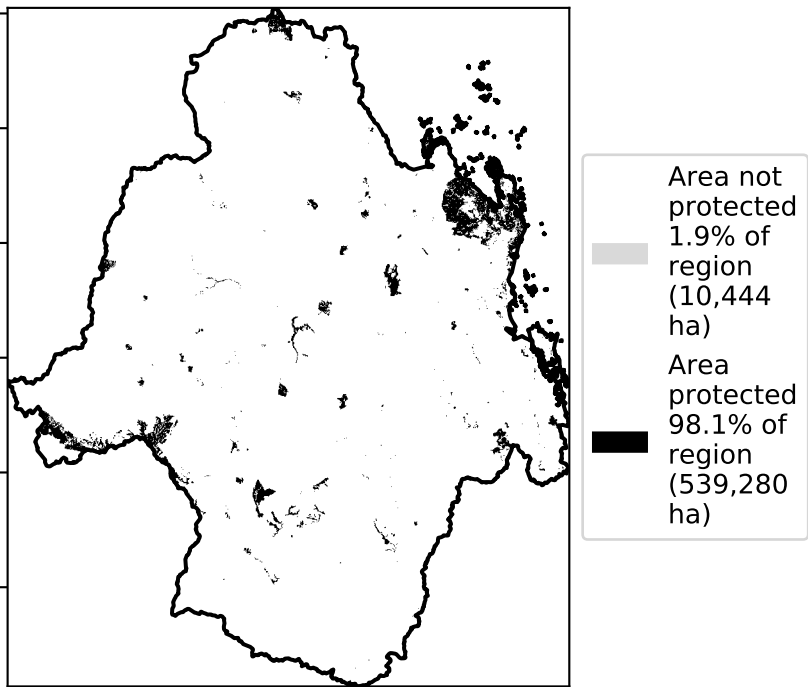 Area not
protected
1.9% of
region
(10,444
ha)
Area
protected
98.1% of
region
(539,280
ha)